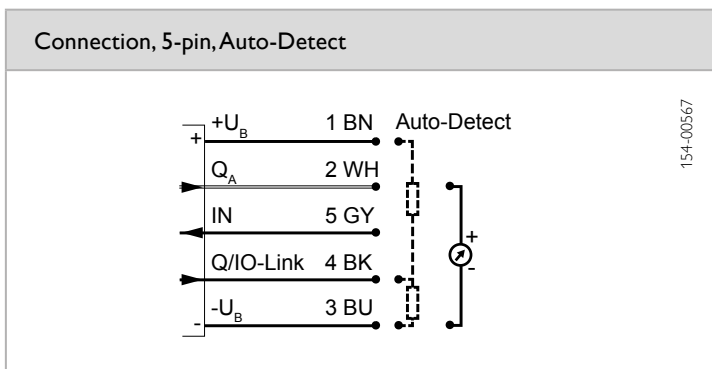 Connection, 5-pin, Auto-Detect
+U_B 1 BN Auto-Detect
+
Q_A 2 WH
IN 5 GY
+
Q/IO-Link 4 BK
-
-U_B 3 BU
-
154-00567